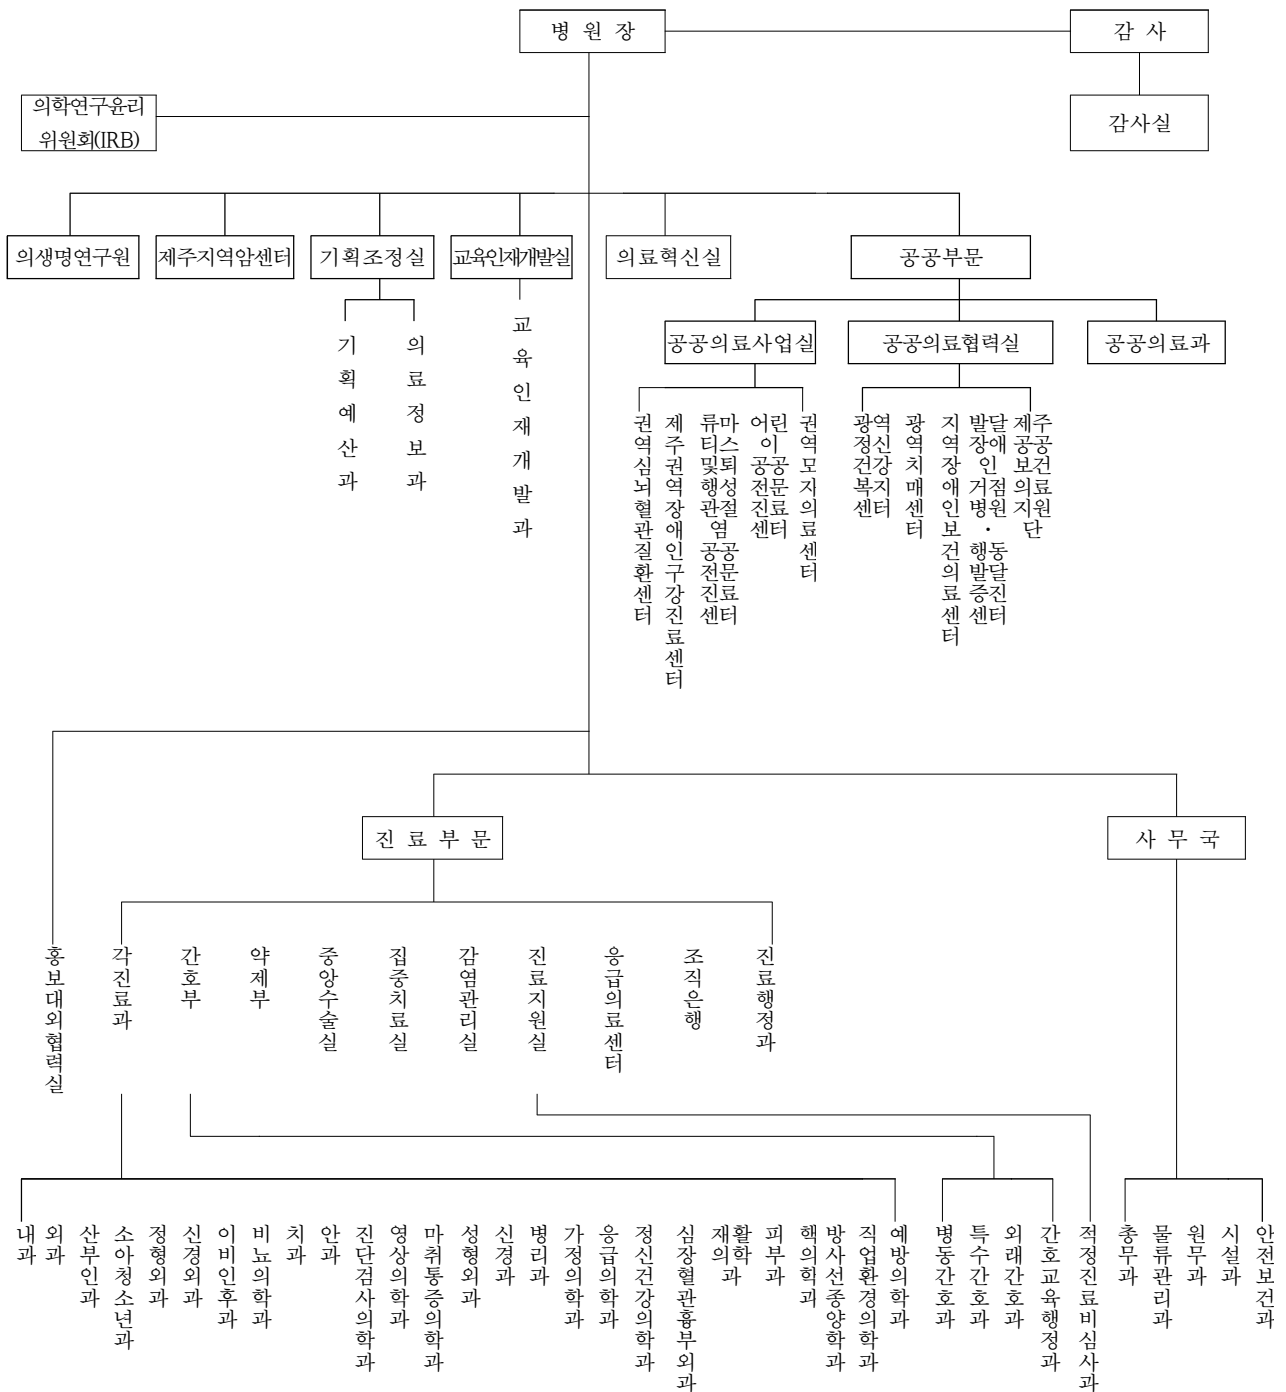 병 원 장
감 사
의학연구윤리
위원회(IRB)
감사실
의생명연구원
제주지역암센터
기획조정실
교육인재개발실
의료혁신실
공공부문
기획예산과
의료정보과
교육인재개발과
공공의료사업실
공공의료협력실
공공의료과
권역심뇌혈관질환센터
제주권역장애인구강진료센터
류마티스및퇴행성관절염공공전문진료센터
어린이공공전문진료센터
권역모자의료센터
광역정신건강복지센터
광역치매센터
지역장애인보건의료센터
발달장애인거점병원・행동발달증진센터
제주공공보건의료지원단
진 료 부 문
사 무 국
홍보대외협력실
각진료과
간호부
약제부
중앙수술실
집중치료실
감염관리실
진료지원실
응급의료센터
조직은행
진료행정과
내과
외과
산부인과
소아청소년과
정형외과
신경외과
이비인후과
비뇨의학과
치과
안과
진단검사의학과
영상의학과
마취통증의학과
성형외과
신경과
병리과
가정의학과
응급의학과
정신건강의학과
심장혈관흉부외과
재활의학과
피부과
핵의학과
방사선종양학과
직업환경의학과
예방의학과
병동간호과
특수간호과
외래간호과
간호교육행정과
적정진료비심사과
총무과
물류관리과
원무과
시설과
안전보건과